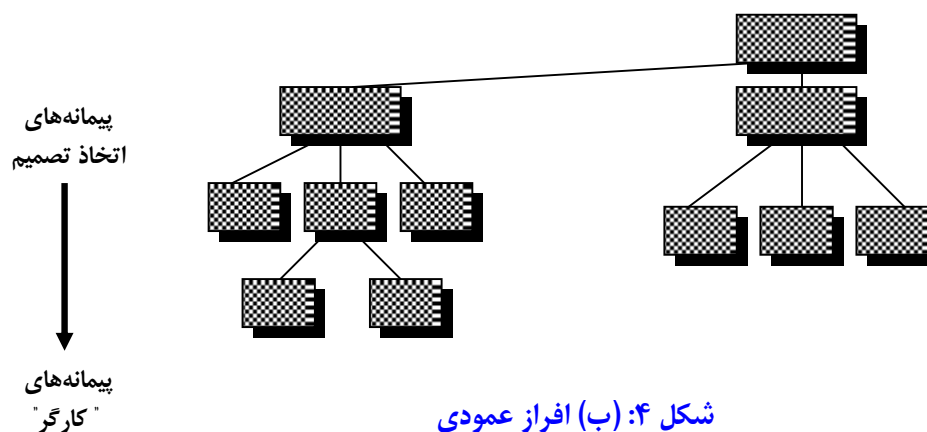 پیمانه‌های
اتخاذ تصمیم
پیمانه‌های
" کارگر"
شکل ۴: (ب) افراز عمودی